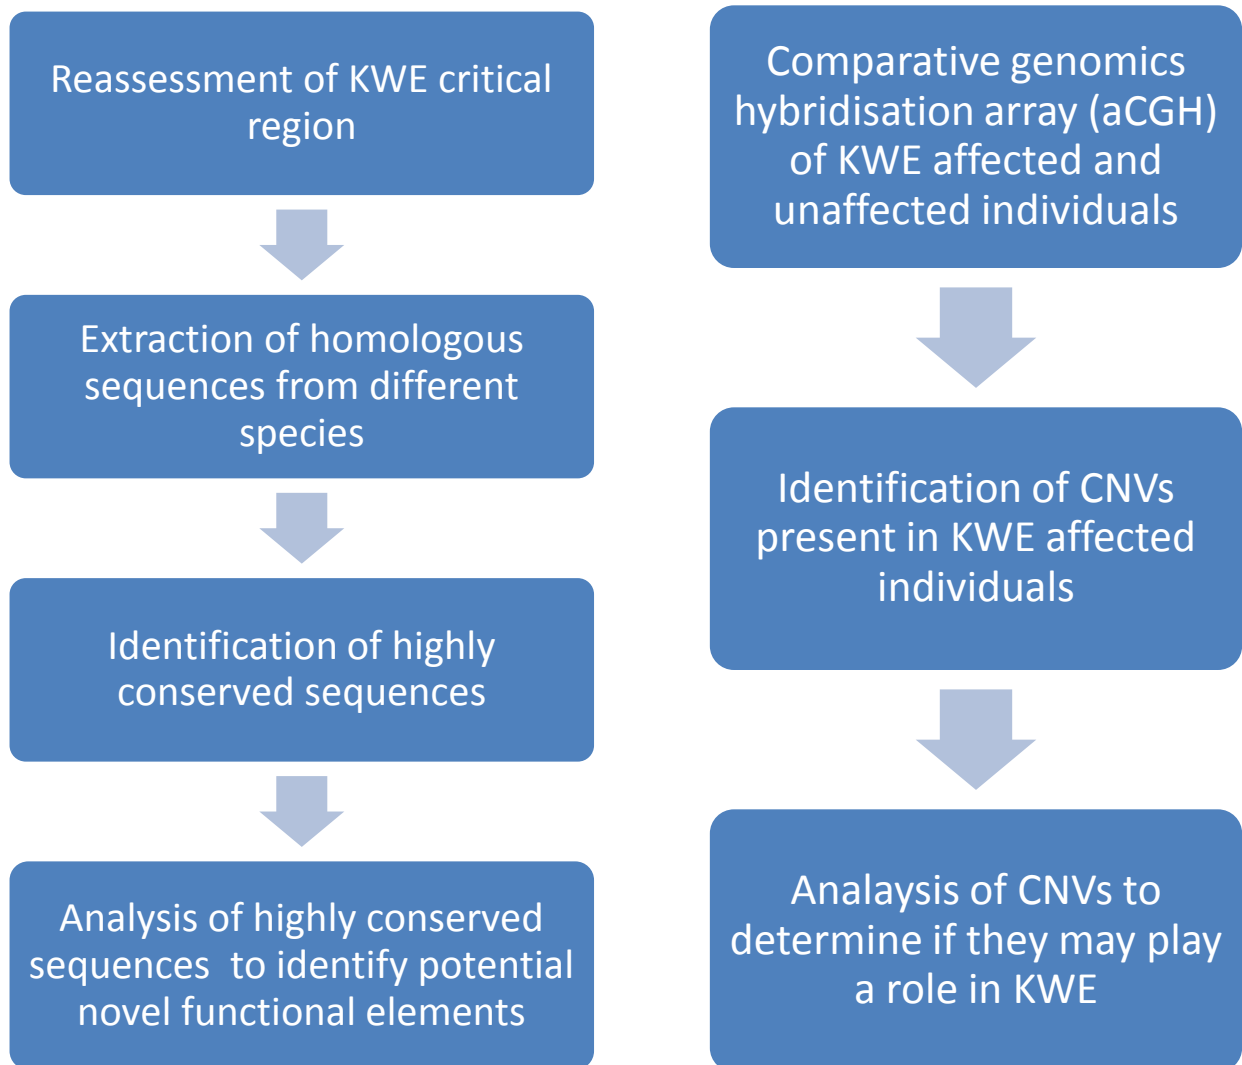 Reassessment of KWE critical
region
Extraction of homologous
sequences from different
species
Identification of highly
conserved sequences
Analysis of highly conserved
sequences  to identify potential
novel functional elements
Comparative genomics
hybridisation array (aCGH)
of KWE affected and
unaffected individuals
Identification of CNVs
present in KWE affected
individuals
Analaysis of CNVs to
determine if they may play
a role in KWE